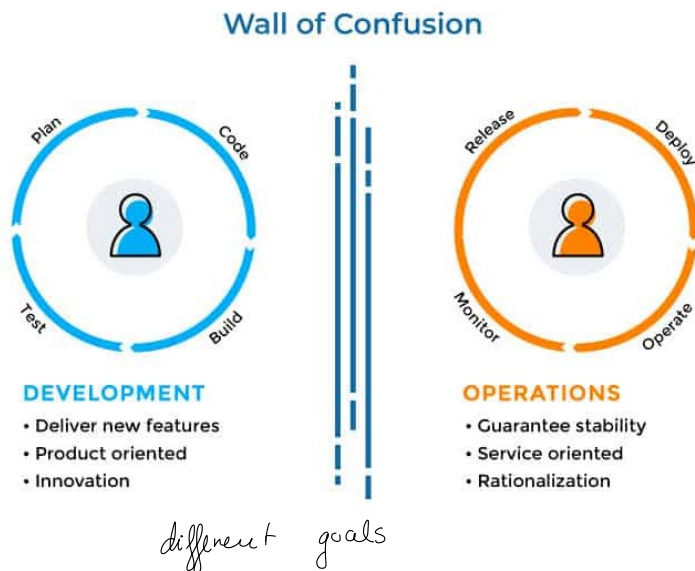 Wall of Confusion
Plan
Code
Test
Build
DEVELOPMENT
• Deliver new features
• Product oriented
• Innovation
Release
Deploy
Monitor
Operate
OPERATIONS
• Guarantee stability
• Service oriented
• Rationalization
different goals